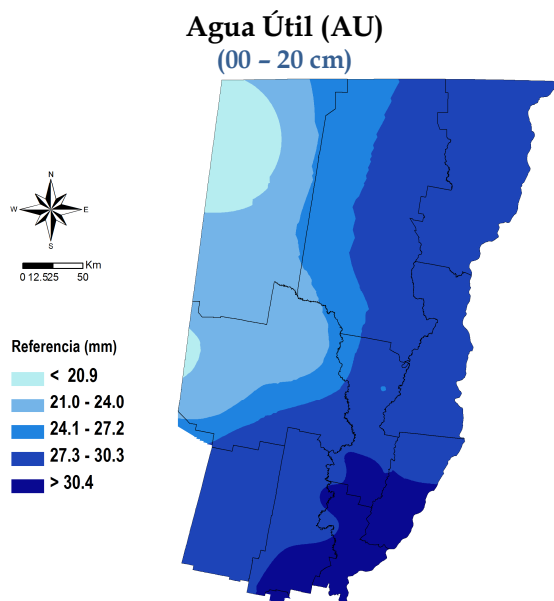 Agua Útil (AU)
(00 – 20 cm)
N
W E
S
Km
0 12.525 50
Referencia (mm)
< 20.9
21.0 - 24.0
24.1 - 27.2
27.3 - 30.3
> 30.4